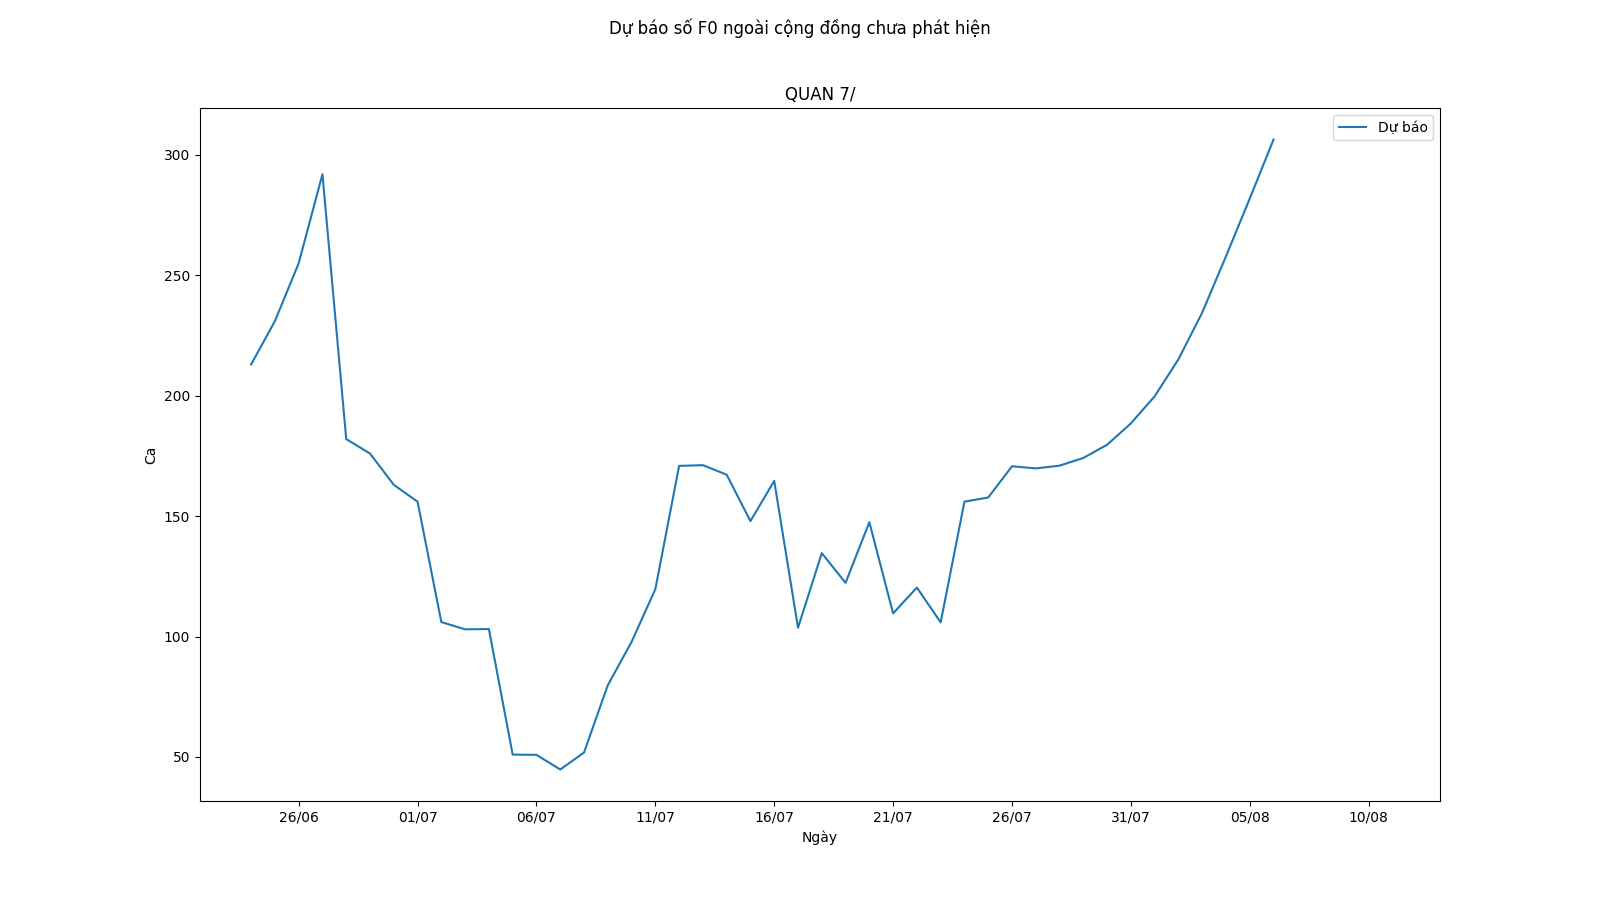 Dự báo số F0 ngoài cộng đồng chưa phát hiện
QUAN 7/
Dự báo
300
250
200
150
100
50
Ca
26/06 01/07 06/07 11/07 16/07 21/07 26/07 31/07 05/08 10/08
Ngày